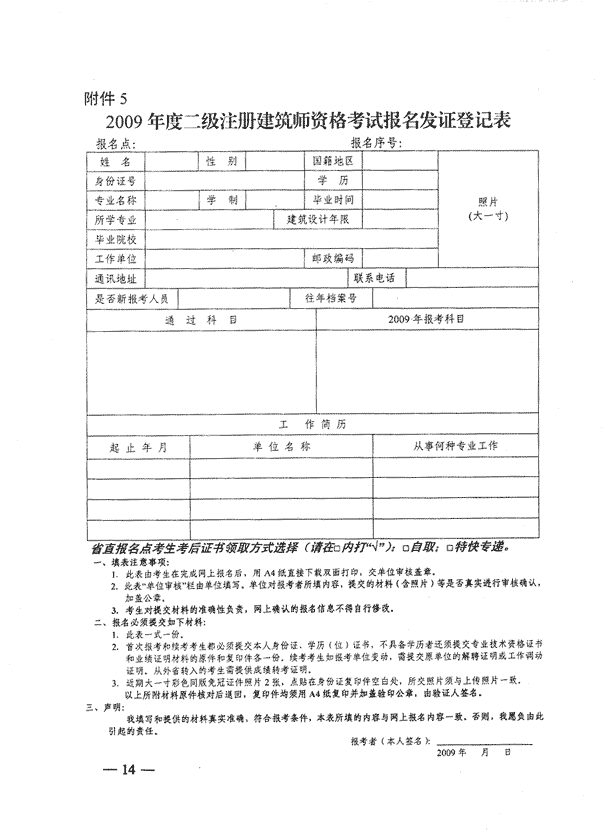 附件 5
2009 年度二级注册建筑师资格考试报名发证登记表
报名点: 报名序号:
姓 名 性 别 国籍地区 照片
(大一寸)
身份证号 学 历
专业名称 学 制 毕业时间
所学专业 建筑设计年限
毕业院校
工作单位 邮政编码
通讯地址 联系电话
是否新报考人员 往年档案号
通 过 科 目 2009 年报考科目
工 作 简 历
起 止 年 月 单 位 名 称 从事何种专业工作
省直报名点考生考后证书领取方式选择（请在□内打“√”）：□自取；□特快专递。
一、填表注意事项：
1. 此表由考生在完成网上报名后，用 A4 纸直接下载双面打印，交单位审核盖章。
2. 此表“单位审核”栏由单位填写。单位对报考者所填内容，提交的材料（含照片）等是否真实进行审核确认，
加盖公章。
3. 考生对提交材料的准确性负责，网上确认的报名信息不得自行修改。
二、报名必须提交如下材料：
1. 此表一式一份。
2. 首次报考和续考考生都必须提交本人身份证、学历（位）证书，不具备学历者还须提交专业技术资格证书
和业绩证明材料的原件和复印件各一份。续考考生如报考单位变动，需提交原单位的解聘证明或工作调动
证明。从外省转入的考生需提供成绩转考证明。
3. 近期大一寸彩色同版免冠证件照片 2 张，点贴在身份证复印件空白处，所交照片须与上传照片一致。
以上所附材料原件核对后退回，复印件均须用 A4 纸复印并加盖验印公章，由验证人签名。
三、声明：
我填写和提供的材料真实准确，符合报考条件，本表所填的内容与网上报名内容一致。否则，我愿负由此
引起的责任。
报考者（本人签名）：
2009 年 月 日
— 14 —